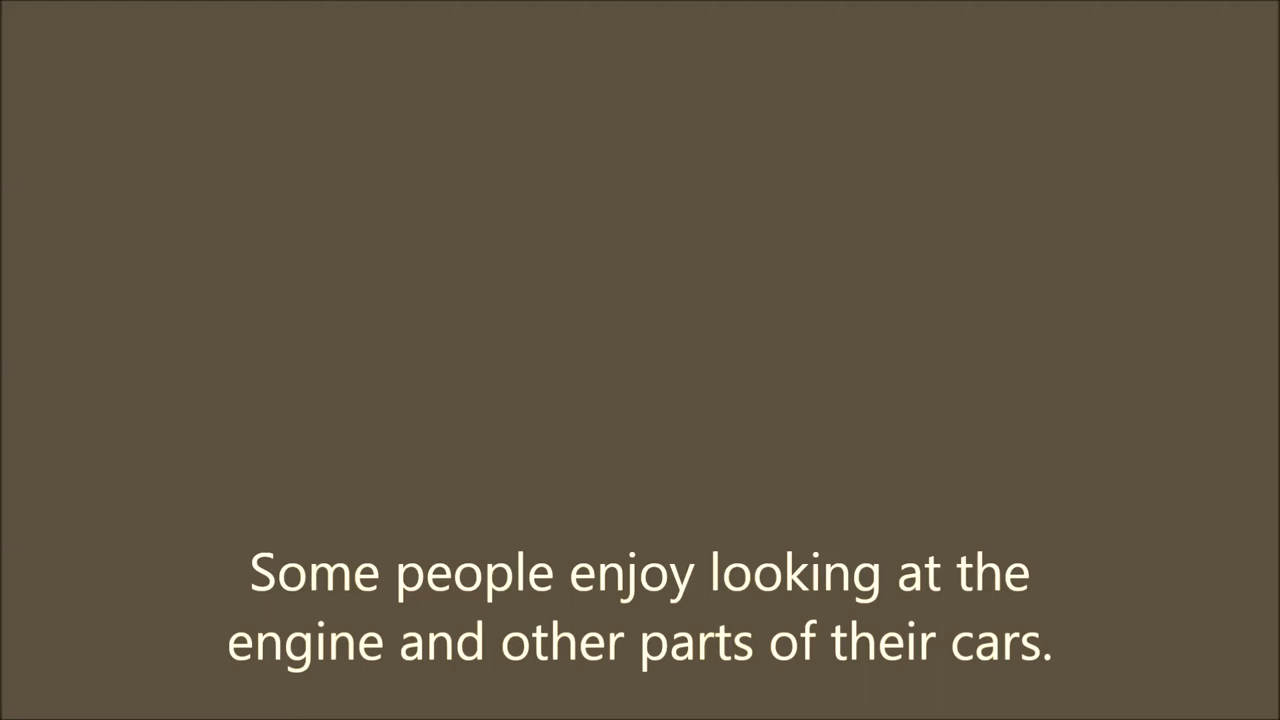 Some people enjoy looking at the
engine and other parts of their cars.